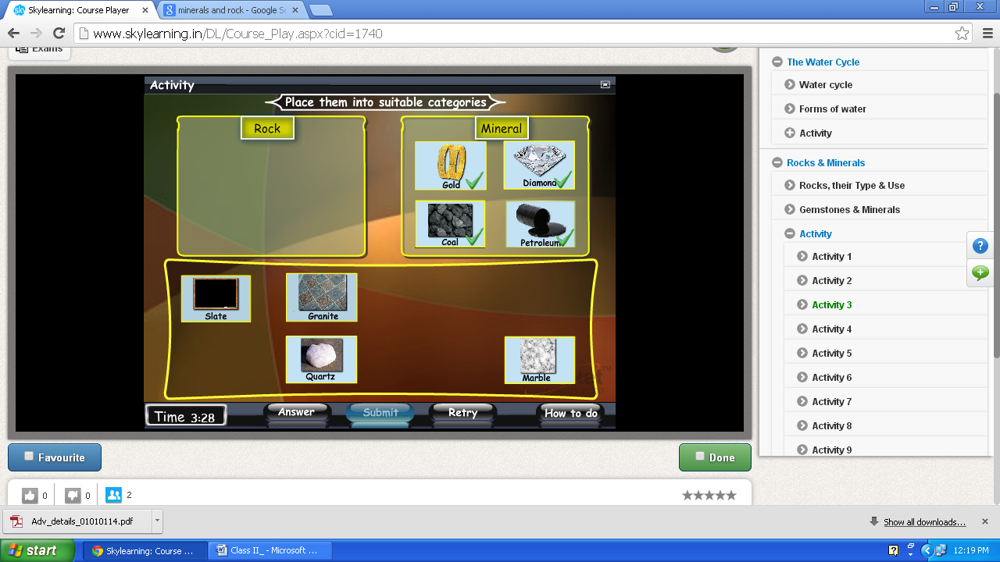 Skylearning: Course Player
minerals and rock - Google Se
www.skylearning.in/DL/Course_Play.aspx?cid=1740
Exams
Activity
Place them into suitable categories
Rock
Mineral
Gold
Diamond
Coal
Petroleum
Slate
Granite
Quartz
Marble
Time 3:28
Answer
Submit
Retry
How to do
Favourite
Done
0
0
2
The Water Cycle
Water cycle
Forms of water
Activity
Rocks & Minerals
Rocks, their Type & Use
Gemstones & Minerals
Activity
Activity 1
Activity 2
Activity 3
Activity 4
Activity 5
Activity 6
Activity 7
Activity 8
Activity 9
Adv_details_01010114.pdf
Show all downloads...
start
Skylearning: Course ...
Class II_ - Microsoft ...
12:19 PM